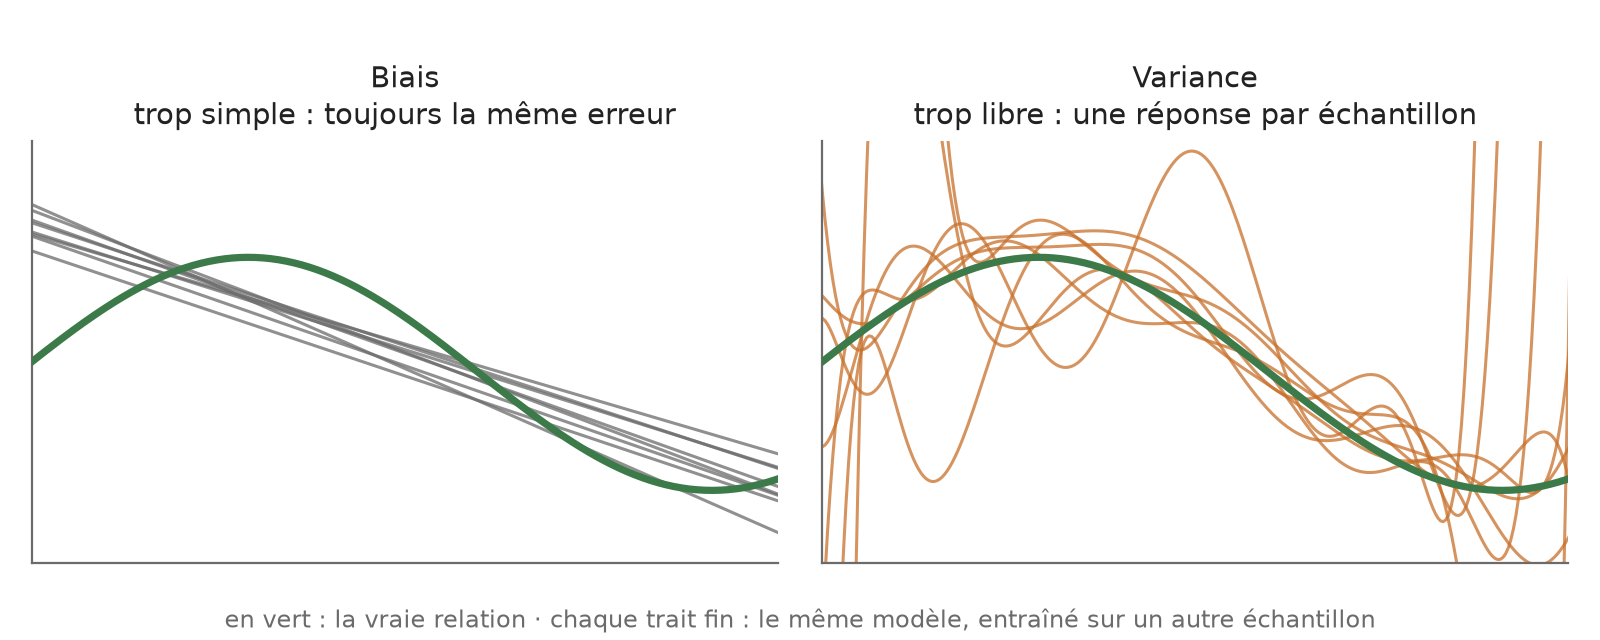 Biais
trop simple : toujours la même erreur
Variance
trop libre : une réponse par échantillon
en vert : la vraie relation · chaque trait fin : le même modèle, entraîné sur un autre échantillon